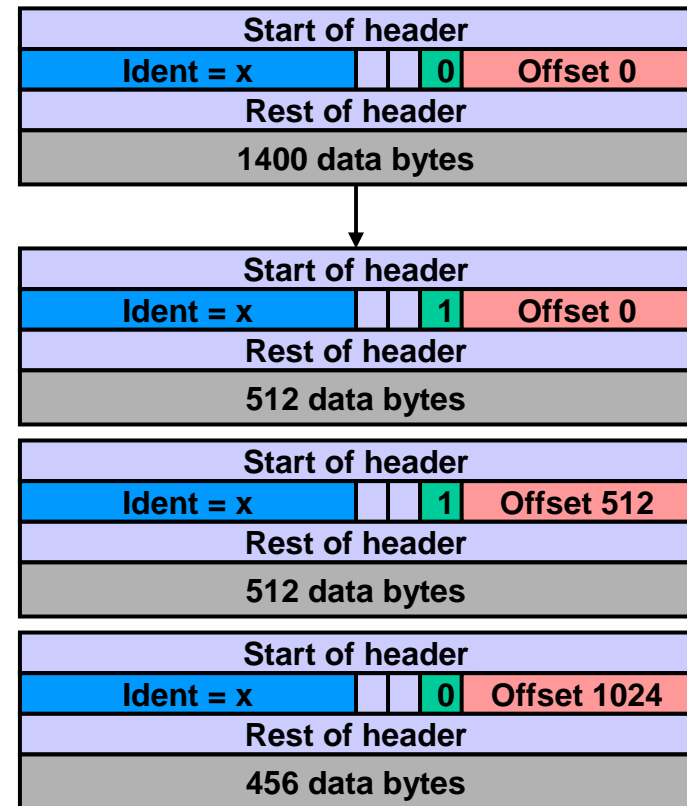 Start of header
Ident = x 0 Offset 0
Rest of header
1400 data bytes
Start of header
Ident = x 1 Offset 0
Rest of header
512 data bytes
Start of header
Ident = x 1 Offset 512
Rest of header
512 data bytes
Start of header
Ident = x 0 Offset 1024
Rest of header
456 data bytes